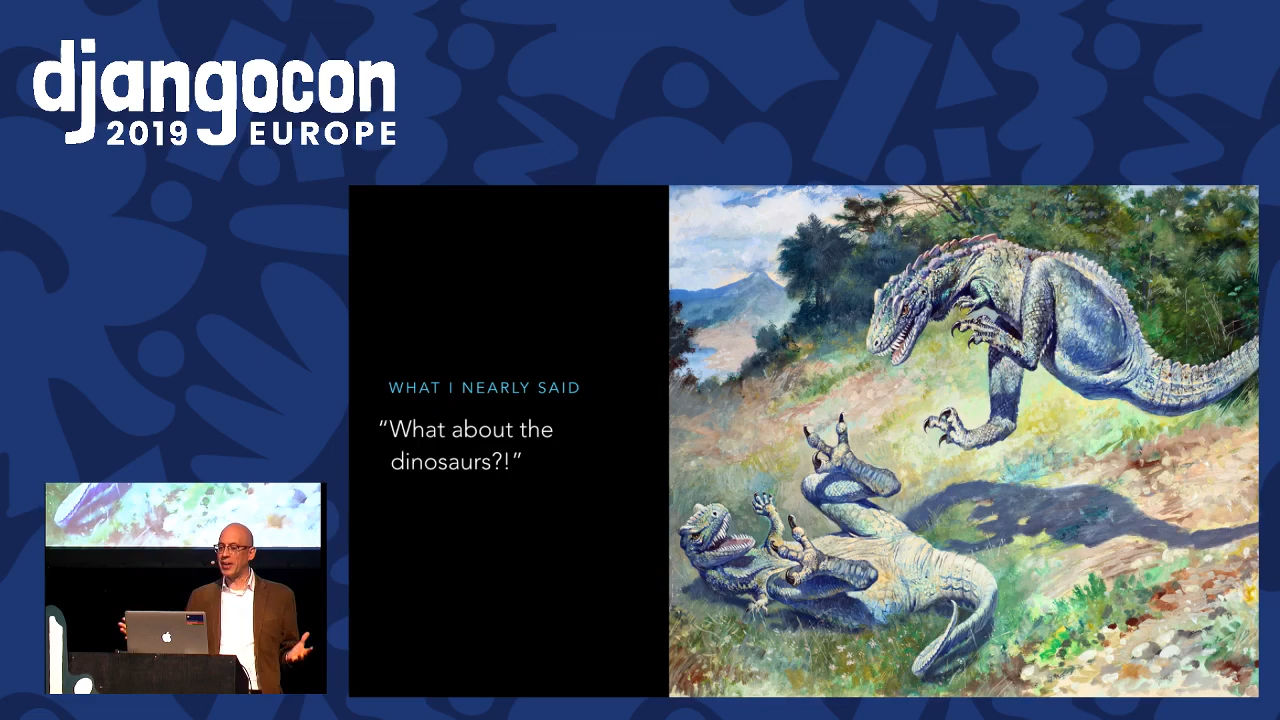 djangocon
2019 EUROPE
WHAT I NEARLY SAID
“What about the
dinosaurs?!”